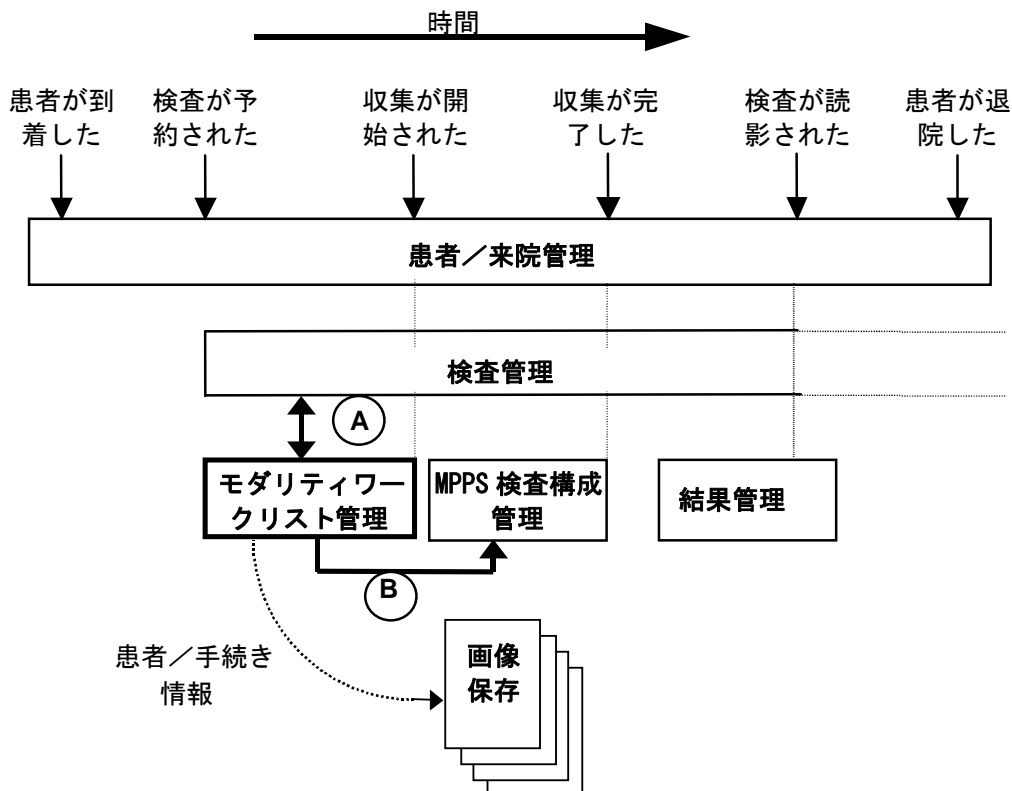 時間
患者が到
着した
検査が予
約された
収集が開
始された
収集が完
了した
検査が読
影された
患者が退
院した
患者／来院管理
検査管理
A
モダリティワー
クリスト管理
MPPS 検査構成
管理
結果管理
B
患者／手続き
情報
画像
保存